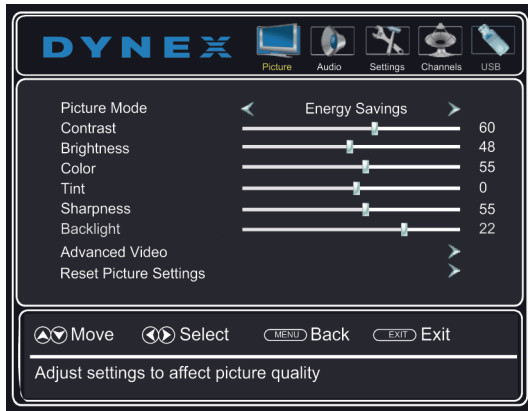 DYNEX
Picture Audio Settings Channels USB
Picture Mode Energy Savings
Contrast 60
Brightness 48
Color 55
Tint 0
Sharpness 55
Backlight 22
Advanced Video
Reset Picture Settings
Move Select MENU Back EXIT Exit
Adjust settings to affect picture quality